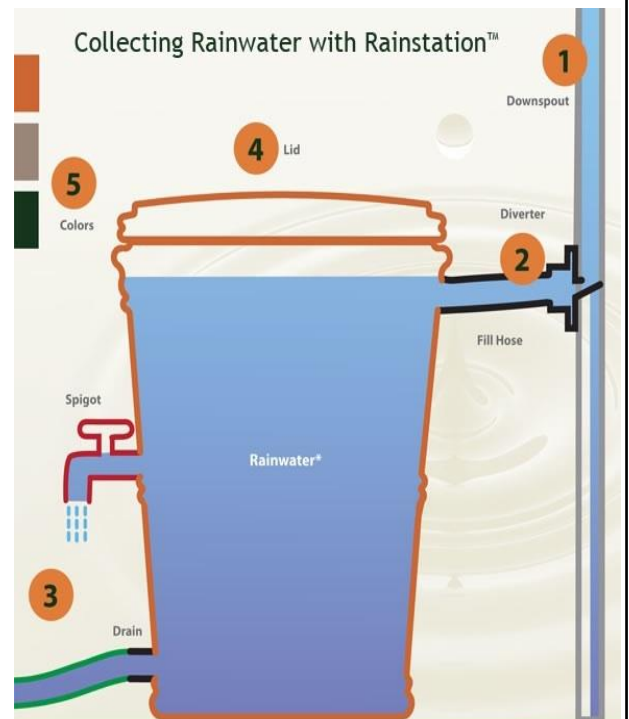 Collecting Rainwater with Rainstation™
1
Downspout
4
Lid
5
Colors
Diverter
2
Fill Hose
Spigot
Rainwater*
3
Drain